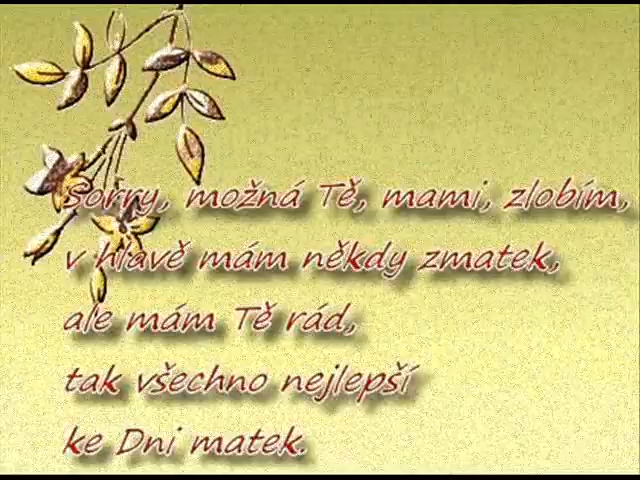 Sorry, možná Tě, mami, zlobím,
v hlavě mám někdy zmatek,
ale mám Tě rád,
tak všechno nejlepší
ke Dni matek.